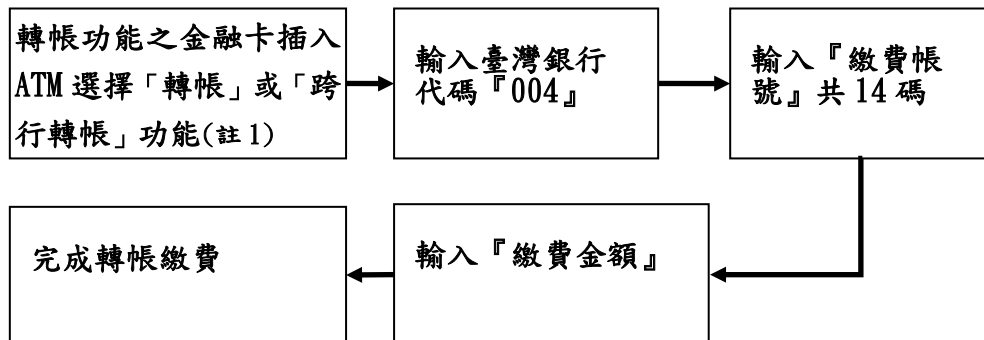 轉帳功能之金融卡插入
ATM 選擇「轉帳」或「跨
行轉帳」功能(註 1)
輸入臺灣銀行
代碼『004』
輸入『繳費帳
號』共 14 碼
輸入『繳費金額』
完成轉帳繳費